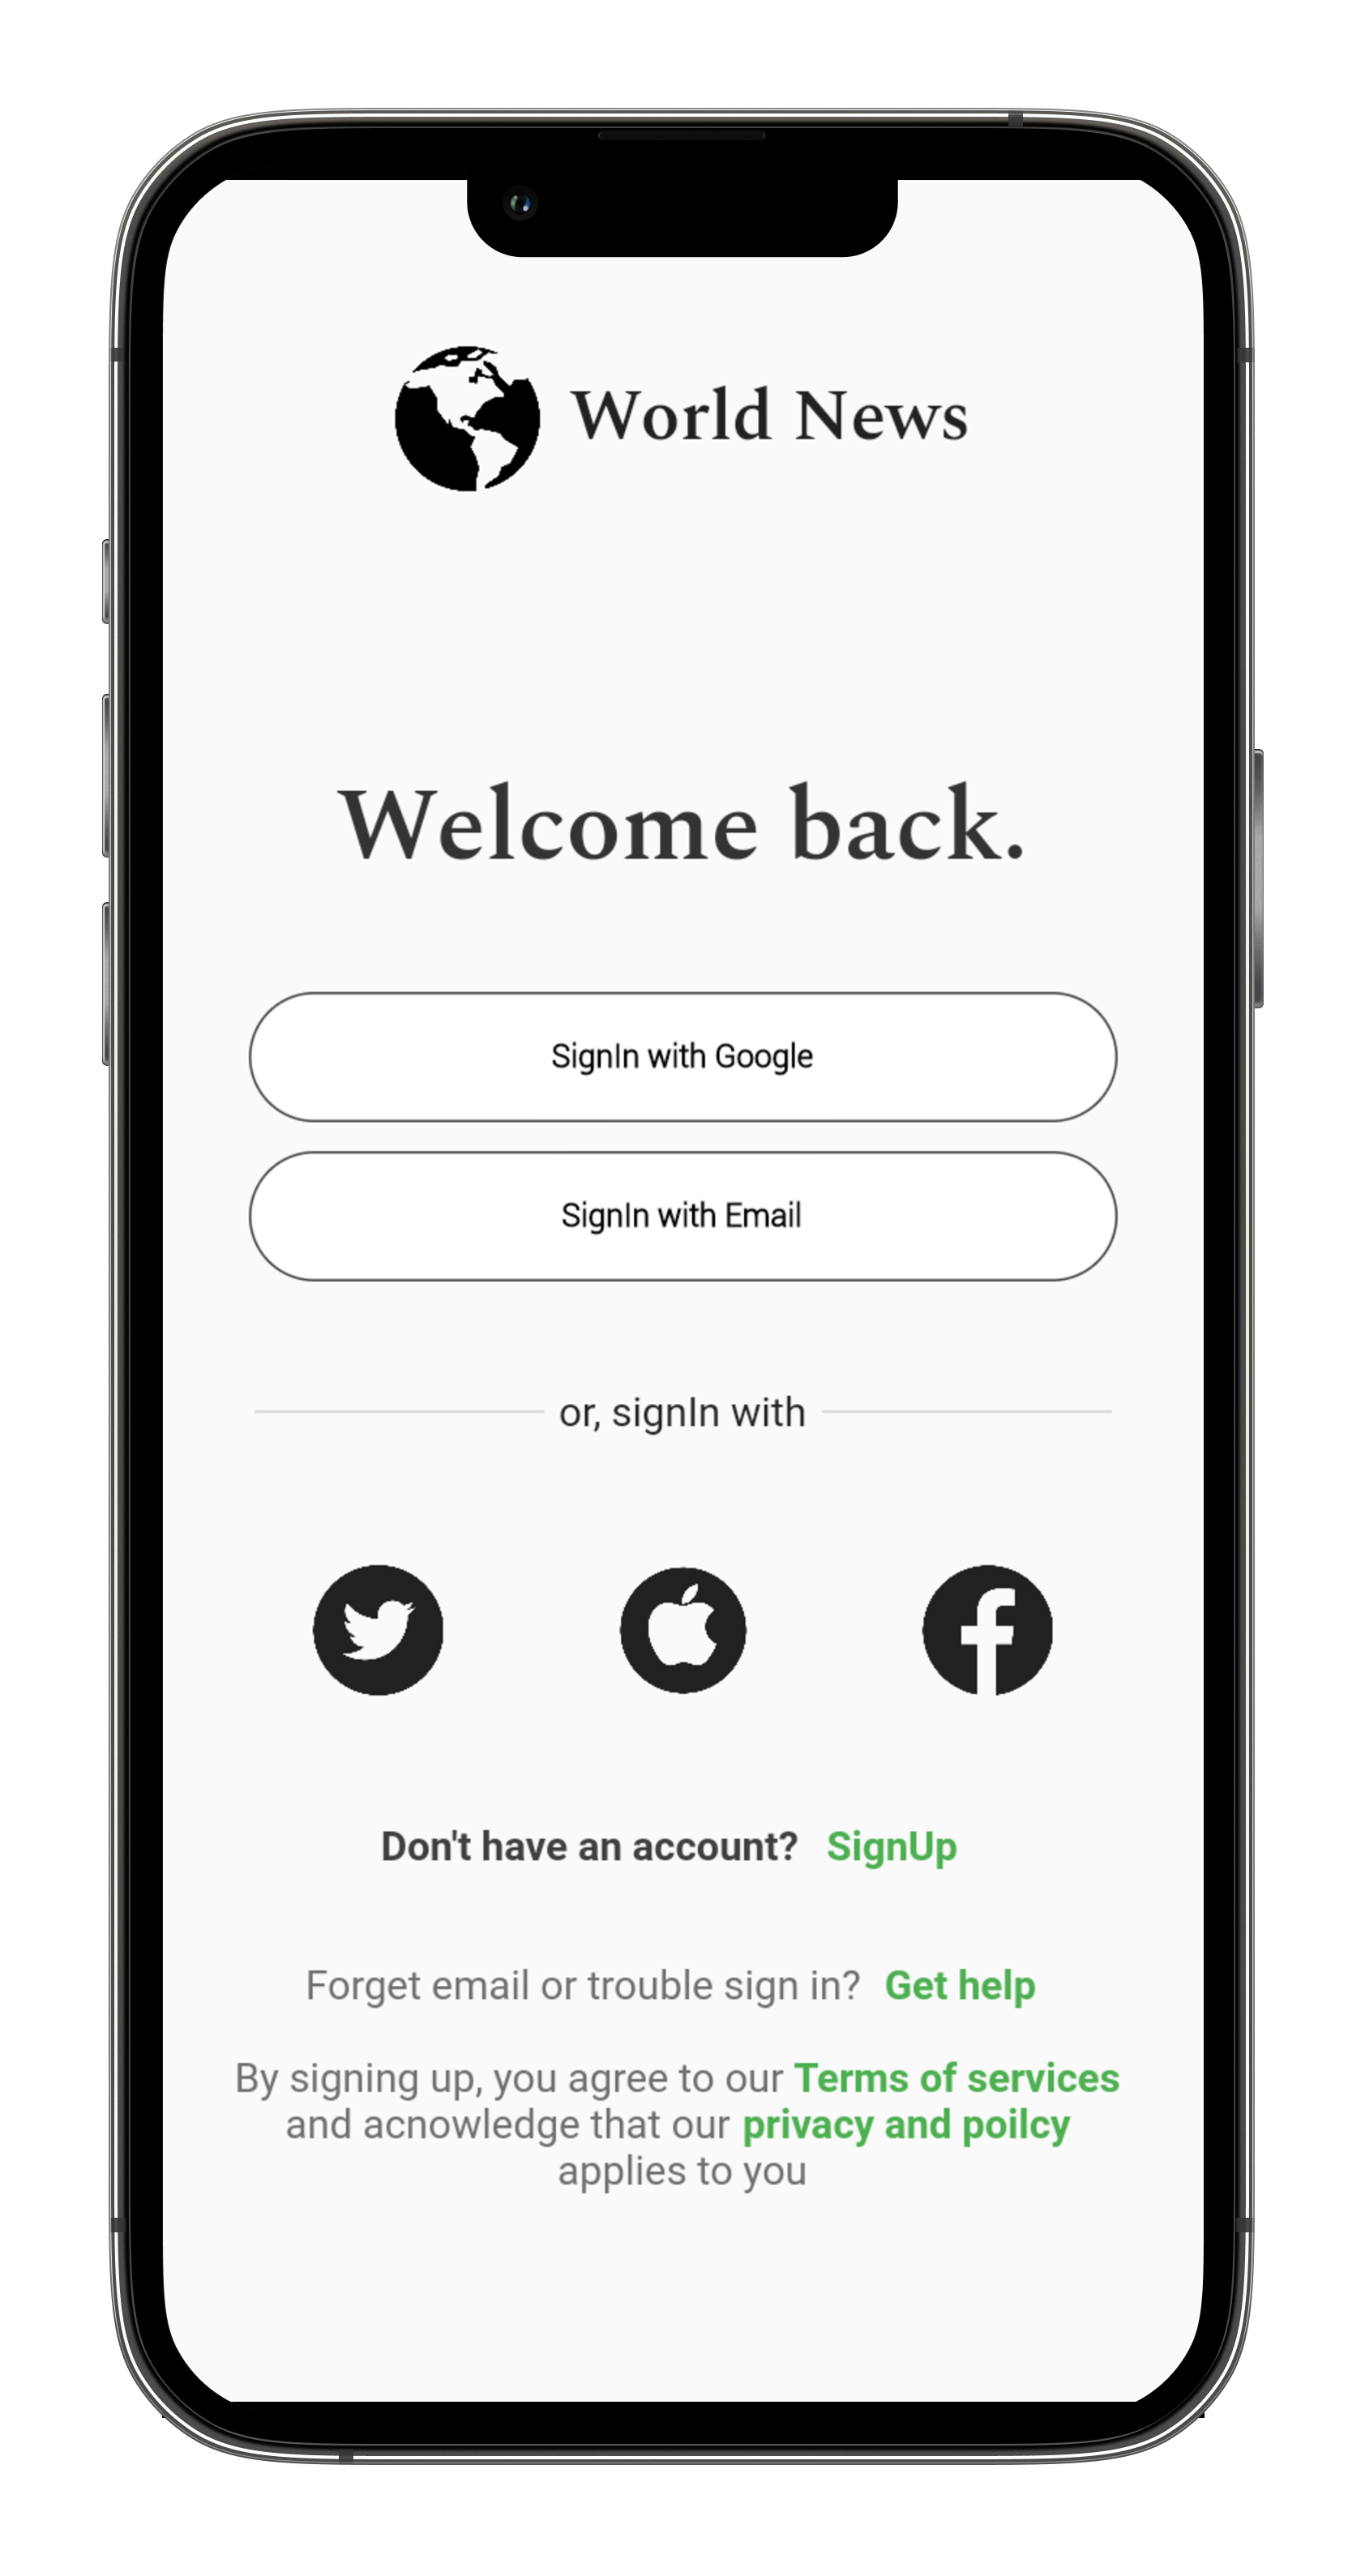 World News
Welcome back.
SignIn with Google
SignIn with Email
or, signIn with
Don't have an account? SignUp
Forget email or trouble sign in? Get help
By signing up, you agree to our Terms of services
and acnowledge that our privacy and poilcy
applies to you